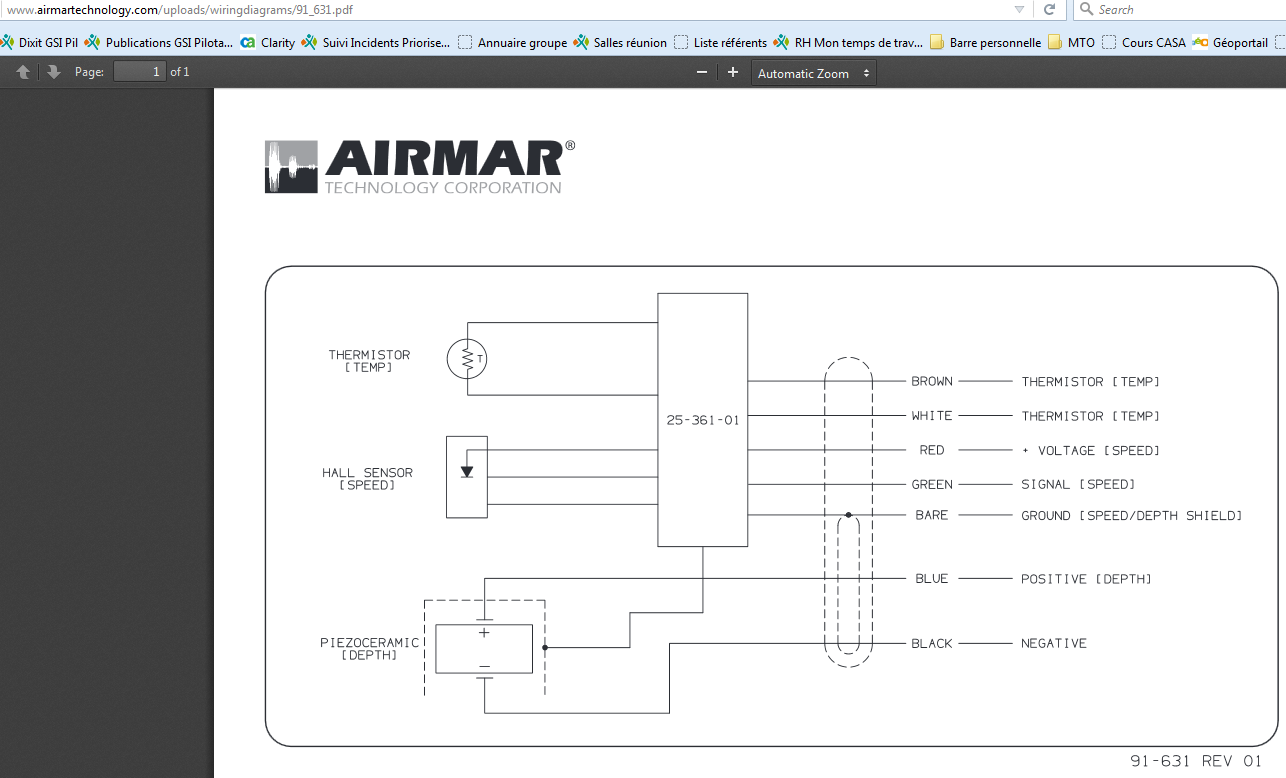 www.airmartechnology.com/uploads/wiringdiagrams/91_631.pdf
Search
Dixit GSI Pil Publications GSI Pilota... Clarity Suivi Incidents Priorise... Annuaire groupe Salles réunion Liste référents RH Mon temps de trav... Barre personnelle MTO Cours CASA Géoportail
Page: 1 of 1
Automatic Zoom
AIRMAR®
TECHNOLOGY CORPORATION
THERMISTOR
[TEMP]
T
HALL SENSOR
[SPEED]
PIEZOCERAMIC
[DEPTH]
+
−
25-361-01
BROWN THERMISTOR [TEMP]
WHITE THERMISTOR [TEMP]
RED + VOLTAGE [SPEED]
GREEN SIGNAL [SPEED]
BARE GROUND [SPEED/DEPTH SHIELD]
BLUE POSITIVE [DEPTH]
BLACK NEGATIVE
91-631 REV 01